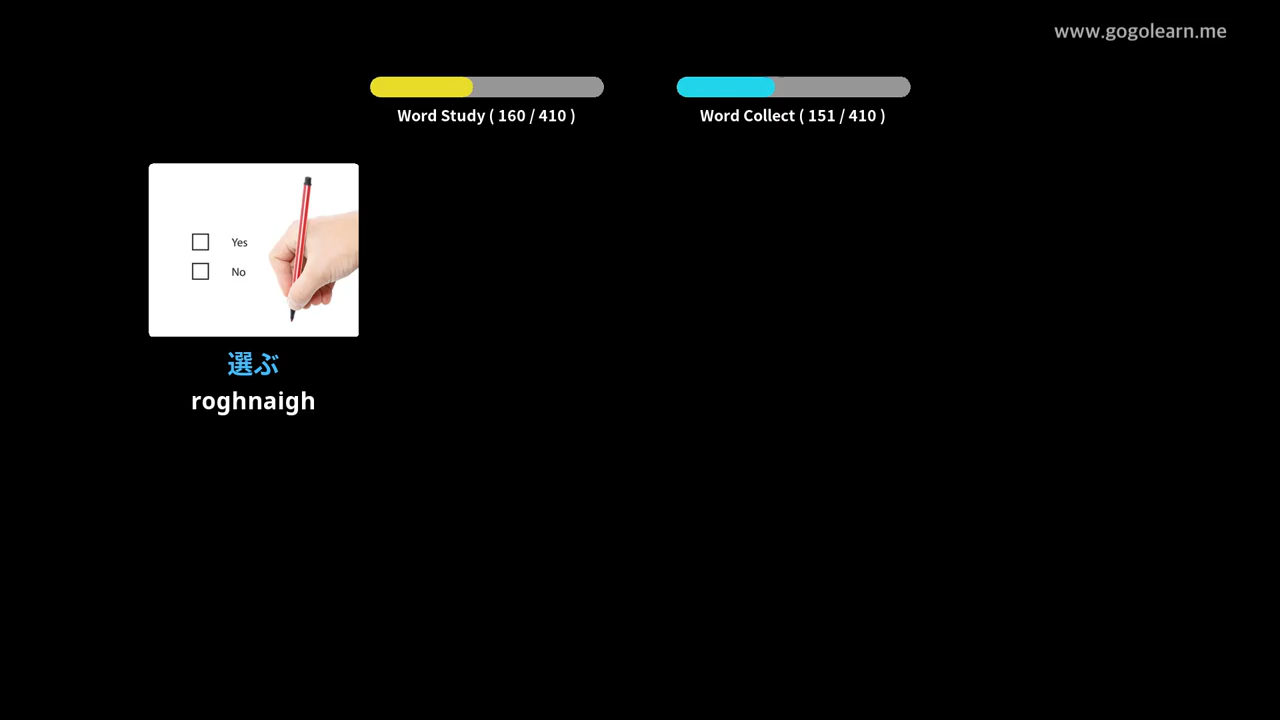 www.gogolearn.me
Word Study ( 160 / 410 )
Word Collect ( 151 / 410 )
Yes
No
選ぶ
roghnaigh